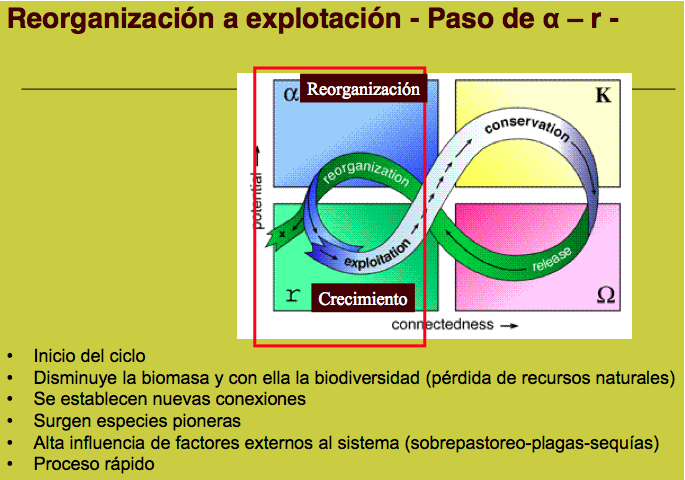 Reorganización a explotación - Paso de α – r -
α
Reorganización
K
conservation
reorganization
potential
x
exploitation
release
r
Crecimiento
Ω
connectedness
• Inicio del ciclo
• Disminuye la biomasa y con ella la biodiversidad (pérdida de recursos naturales)
• Se establecen nuevas conexiones
• Surgen especies pioneras
• Alta influencia de factores externos al sistema (sobrepastoreo-plagas-sequías)
• Proceso rápido